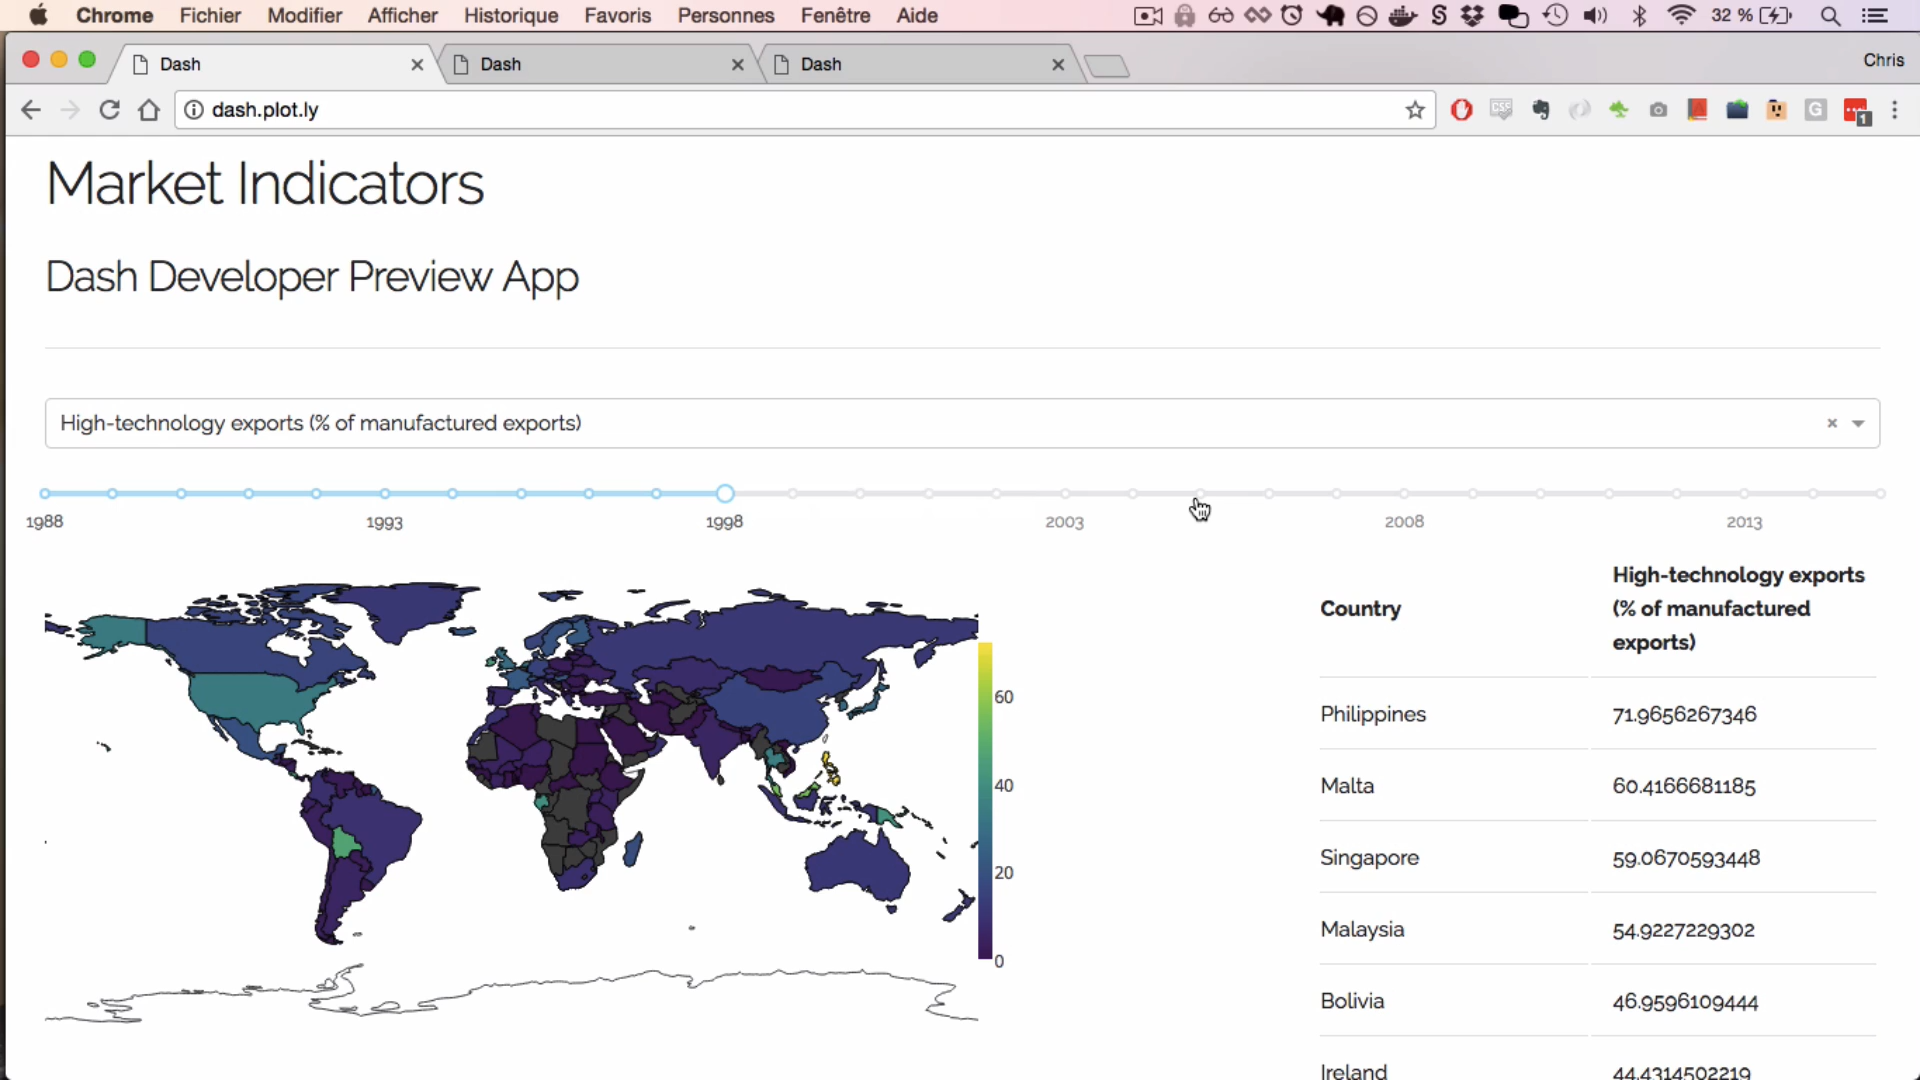 Chrome Fichier Modifier Afficher Historique Favoris Personnes Fenêtre Aide 32 %
Dash Dash Dash Chris
dash.plot.ly
Market Indicators
Dash Developer Preview App
High-technology exports (% of manufactured exports)
1988 1993 1998 2003 2008 2013
Country High-technology exports (% of manufactured exports)
Philippines 71.9656267346
Malta 60.4166681185
Singapore 59.0670593448
Malaysia 54.9227229302
Bolivia 46.9596109444
Ireland 44.4314502219
60
40
20
0